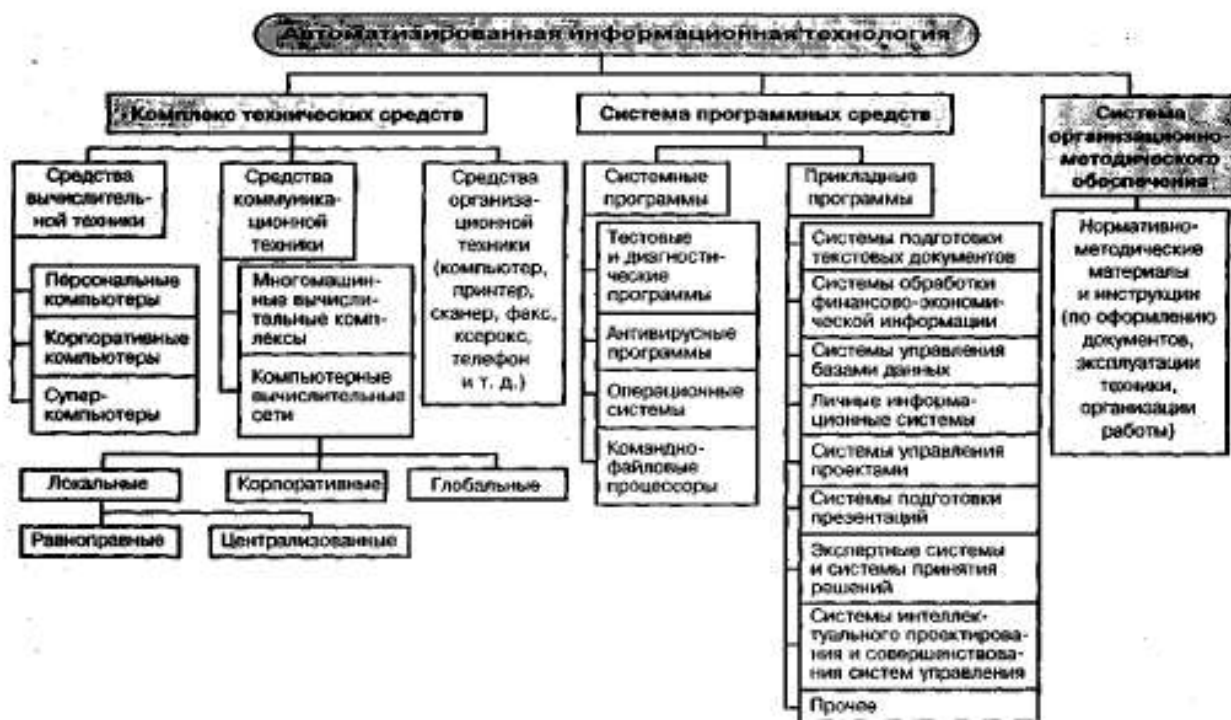 Автоматизированная информационная технология
Комплекс технических средств
Система программных средств
Система
организационно-
методического
обеспечения
Средства
вычислитель-
ной техники
Средства
коммуника-
ционной
техники
Средства
организа-
ционной
техники
(компьютер,
принтер,
сканер, факс,
ксерокс,
телефон
и т. д.)
Системные
программы
Прикладные
программы
Нормативно-
методические
материалы
и инструкции
(по оформлению
документов,
эксплуатации
техники,
организации
работы)
Персональные
компьютеры
Корпоративные
компьютеры
Супер-
компьютеры
Многомашин-
ные вычисли-
тельные комп-
лексы
Компьютерные
вычислительные
сети
Тестовые
и диагности-
ческие
программы
Антивирусные
программы
Операционные
системы
Командно-
файловые
процессоры
Системы подготовки
текстовых документов
Системы обработки
финансово-экономи-
ческой информации
Системы управления
базами данных
Личные информа-
ционные системы
Системы управления
проектами
Системы подготовки
презентаций
Экспертные системы
и системы принятия
решений
Системы интеллек-
туального проектирова-
ния и совершенствова-
ния систем управления
Прочее
Локальные
Корпоративные
Глобальные
Равноправные
Централизованные